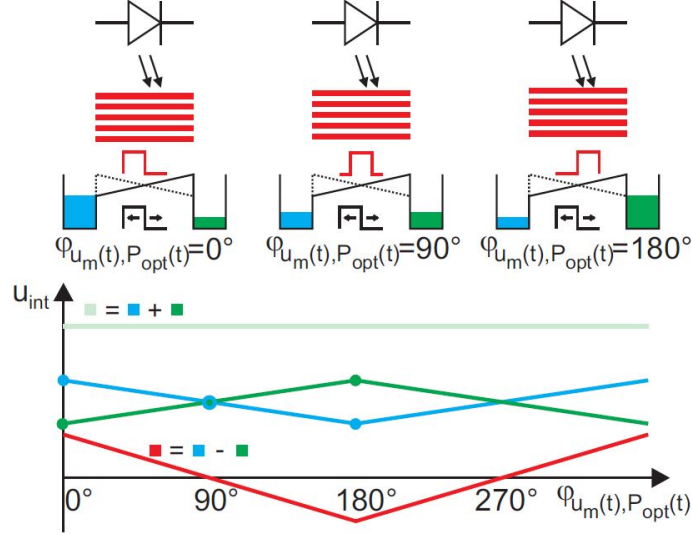 φum(t),Popt(t)=0° φum(t),Popt(t)=90° φum(t),Popt(t)=180°
uint
= +
= -
0° 90° 180° 270° φum(t),Popt(t)